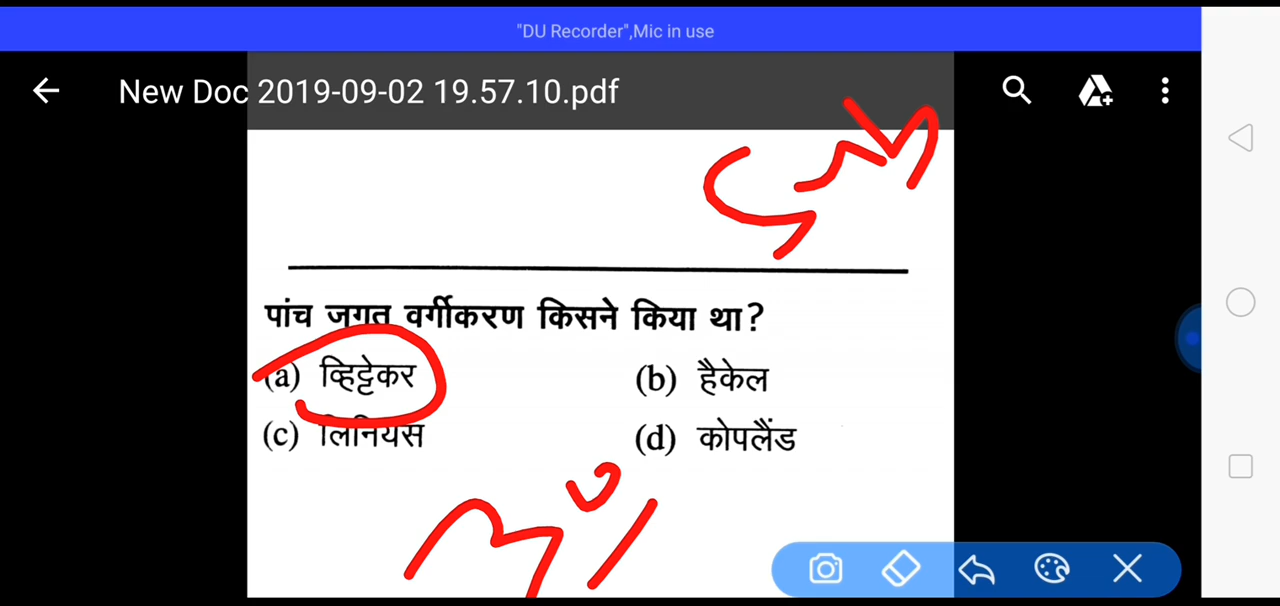 "DU Recorder",Mic in use
New Doc 2019-09-02 19.57.10.pdf
पांच जगत वर्गीकरण किसने किया था?
(a) व्हिट्टेकर (b) हैकेल
(c) लिनियस (d) कोपलैंड